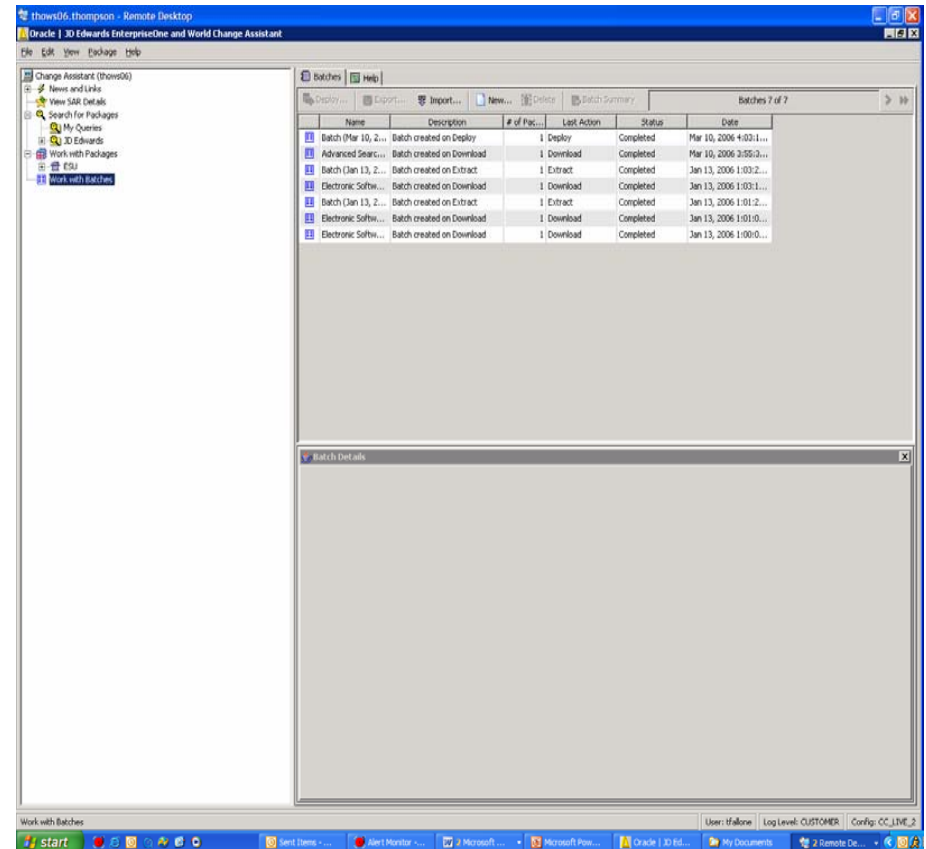 thows06.thompson - Remote Desktop
Oracle | JD Edwards EnterpriseOne and World Change Assistant
File Edit View Package Help
Change Assistant (thows06)
News and Links
View SAR Details
Search for Packages
My Queries
JD Edwards
Work with Packages
ESU
Work with Batches
Batches Help
Deploy... Export... Import... New... Delete Batch Summary Batches 7 of 7
Name Description # of Pac... Last Action Status Date
Batch (Mar 10, 2... Batch created on Deploy 1 Deploy Completed Mar 10, 2006 4:03:1...
Advanced Searc... Batch created on Download 1 Download Completed Mar 10, 2006 3:55:3...
Batch (Jan 13, 2... Batch created on Extract 1 Extract Completed Jan 13, 2006 1:03:2...
Electronic Softw... Batch created on Download 1 Download Completed Jan 13, 2006 1:03:1...
Batch (Jan 13, 2... Batch created on Extract 1 Extract Completed Jan 13, 2006 1:01:2...
Electronic Softw... Batch created on Download 1 Download Completed Jan 13, 2006 1:01:0...
Electronic Softw... Batch created on Download 1 Download Completed Jan 13, 2006 1:00:0...
Batch Details
Work with Batches User: tfallone Log Level: CUSTOMER Config: CC_LIVE_2
start Sent Items - ... Alert Monitor -... 2 Microsoft ... Microsoft Pow... Oracle | JD Ed... My Documents 2 Remote De...